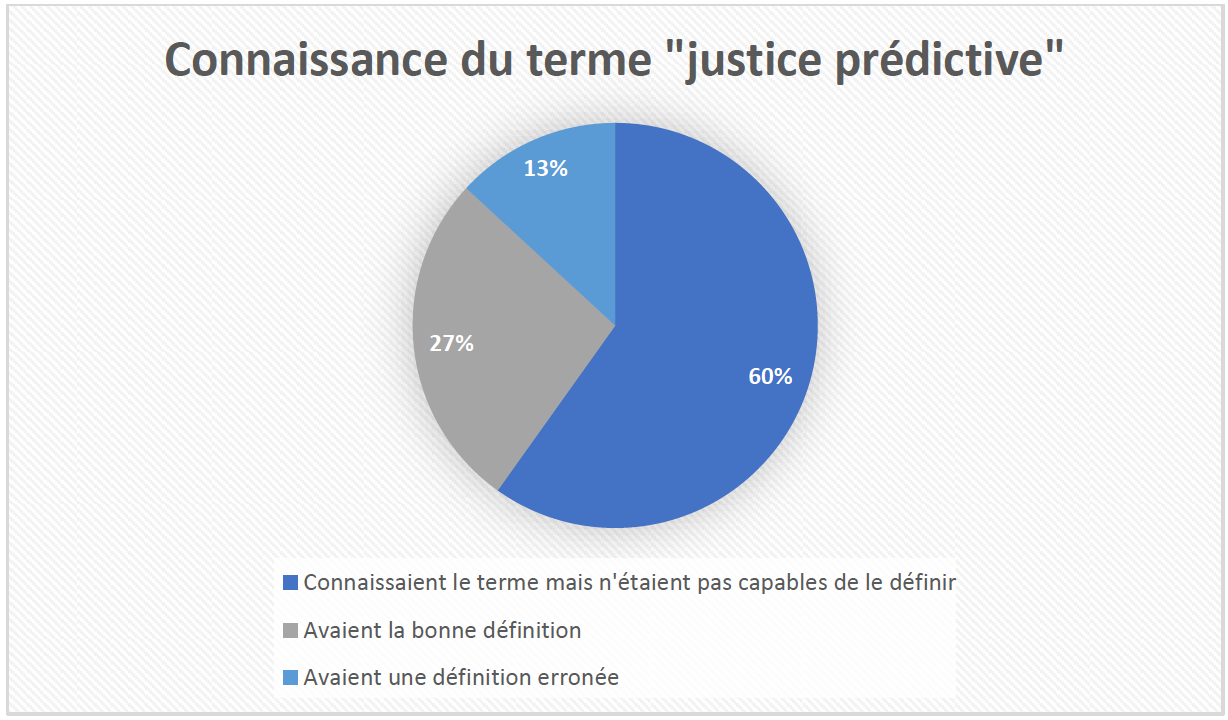 Connaissance du terme "justice prédictive"
13%
27%
60%
Connaissaient le terme mais n'étaient pas capables de le définir
Avaient la bonne définition
Avaient une définition erronée